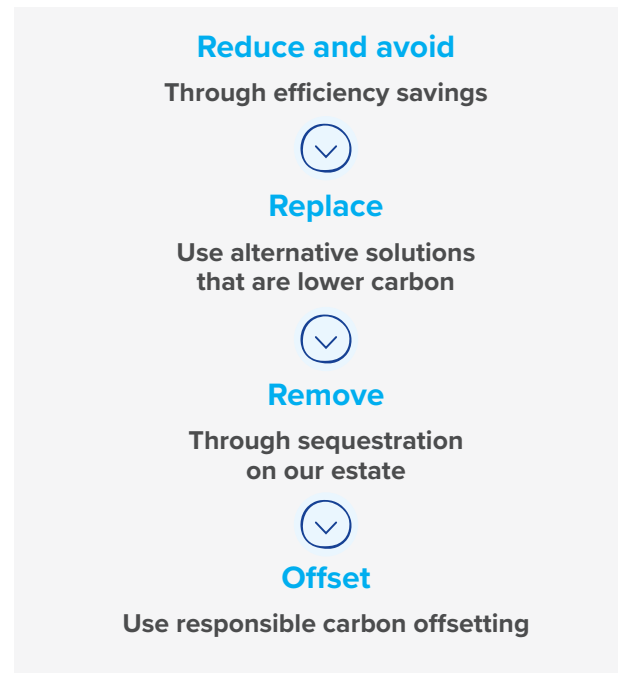 Reduce and avoid
Through efficiency savings
Replace
Use alternative solutions
that are lower carbon
Remove
Through sequestration
on our estate
Offset
Use responsible carbon offsetting